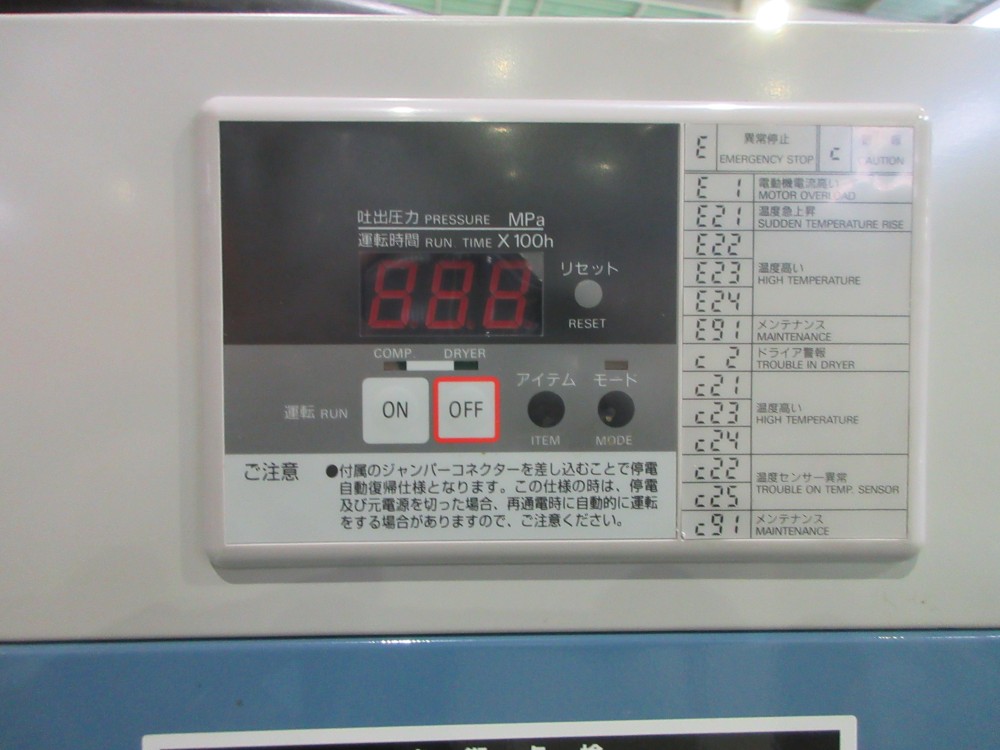 吐出圧力 PRESSURE MPa
運転時間 RUN TIME X 100h
888
リセット
RESET
COMP. DRYER
運転 RUN
ON
OFF
アイテム
ITEM
モード
MODE
ご注意
●付属のジャンパーコネクターを差し込むことで停電
自動復帰仕様となります。この仕様の時は、停電
及び元電源を切った場合、再通電時に自動的に運転
をする場合がありますので、ご注意ください。
E 異常停止
EMERGENCY STOP
c
CAUTION
E 1 電動機電流高い
MOTOR OVERLOAD
E21 温度急上昇
SUDDEN TEMPERATURE RISE
E22
E23 温度高い
HIGH TEMPERATURE
E24
E91 メンテナンス
MAINTENANCE
c 2 ドライア警報
TROUBLE IN DRYER
c21
c23 温度高い
HIGH TEMPERATURE
c24
c22 温度センサー異常
c25 TROUBLE ON TEMP. SENSOR
c91 メンテナンス
MAINTENANCE